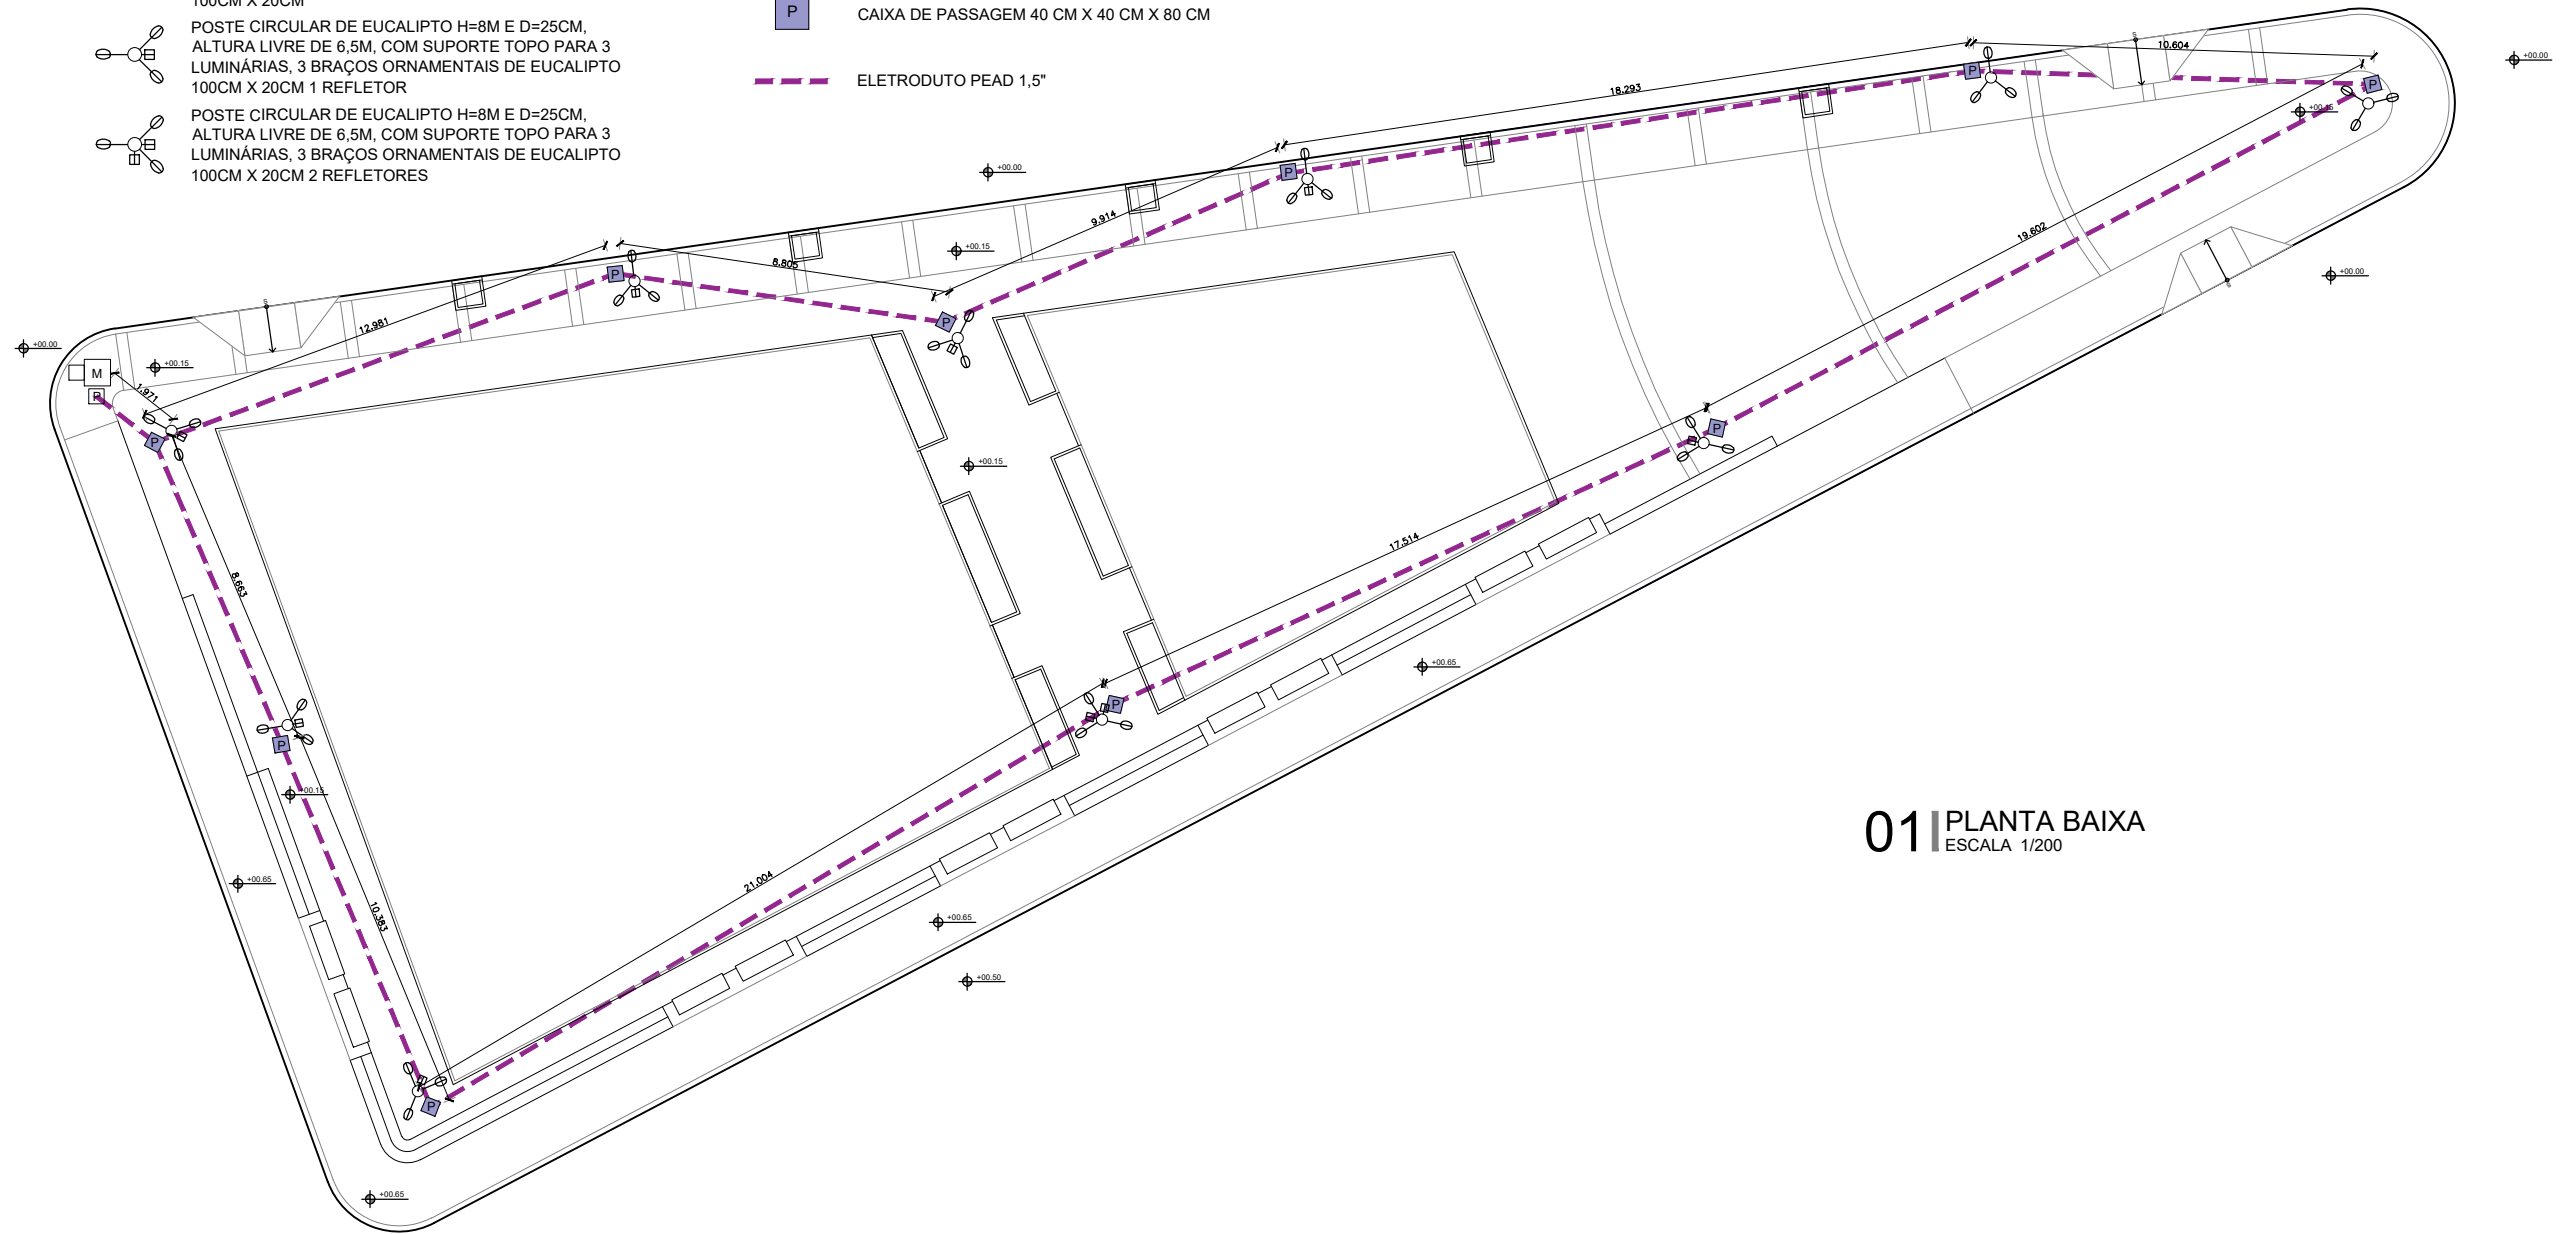 100CM X 20CM
POSTE CIRCULAR DE EUCALIPTO H=8M E D=25CM,
ALTURA LIVRE DE 6,5M, COM SUPORTE TOPO PARA 3
LUMINÁRIAS, 3 BRAÇOS ORNAMENTAIS DE EUCALIPTO
100CM X 20CM 1 REFLETOR
POSTE CIRCULAR DE EUCALIPTO H=8M E D=25CM,
ALTURA LIVRE DE 6,5M, COM SUPORTE TOPO PARA 3
LUMINÁRIAS, 3 BRAÇOS ORNAMENTAIS DE EUCALIPTO
100CM X 20CM 2 REFLETORES
P
CAIXA DE PASSAGEM 40 CM X 40 CM X 80 CM
ELETRODUTO PEAD 1,5"
S
10.604
+00.00
P
18.293
P
+00.15
+00.00
P
9.914
19.602
+00.15
8.805
P
+00.00
S
S
12.981
P
+00.00
+00.15
M
1.971
P
P
P
+00.15
17.514
8.663
+00.65
P
P
+00.15
01
PLANTA BAIXA
ESCALA 1/200
21.004
+00.65
10.383
+00.65
+00.50
P
+00.65